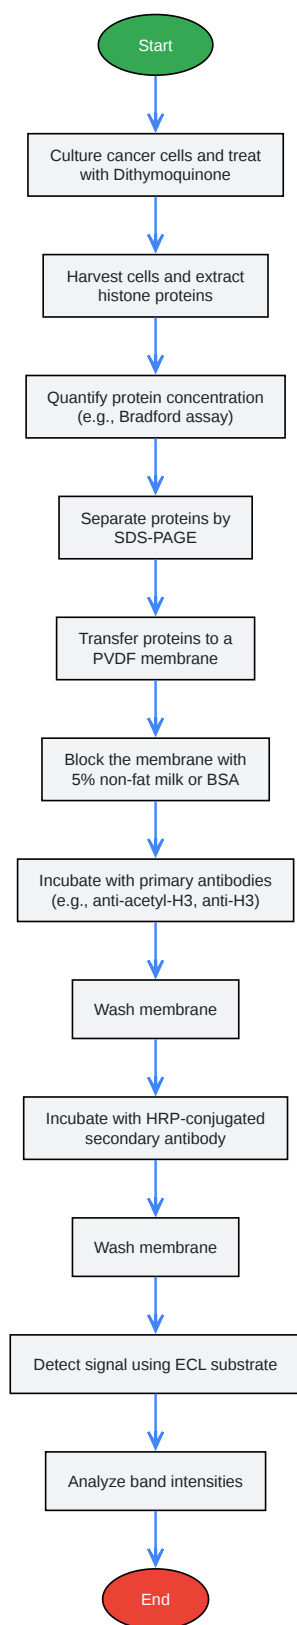 Start
Culture cancer cells and treat
with Dithymoquinone
Harvest cells and extract
histone proteins
Quantify protein concentration
(e.g., Bradford assay)
Separate proteins by
SDS-PAGE
Transfer proteins to a
PVDF membrane
Block the membrane with
5% non-fat milk or BSA
Incubate with primary antibodies
(e.g., anti-acetyl-H3, anti-H3)
Wash membrane
Incubate with HRP-conjugated
secondary antibody
Wash membrane
Detect signal using ECL substrate
Analyze band intensities
End